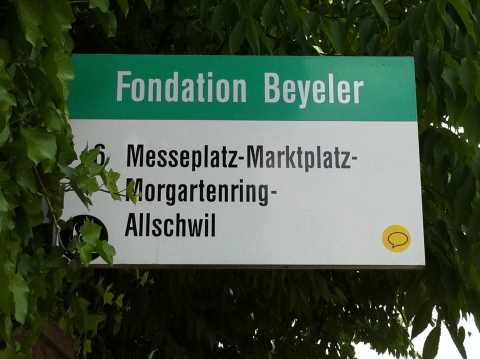 Fondation Beyeler
6 Messeplatz-Marktplatz-
Morgartenring-
Allschwil